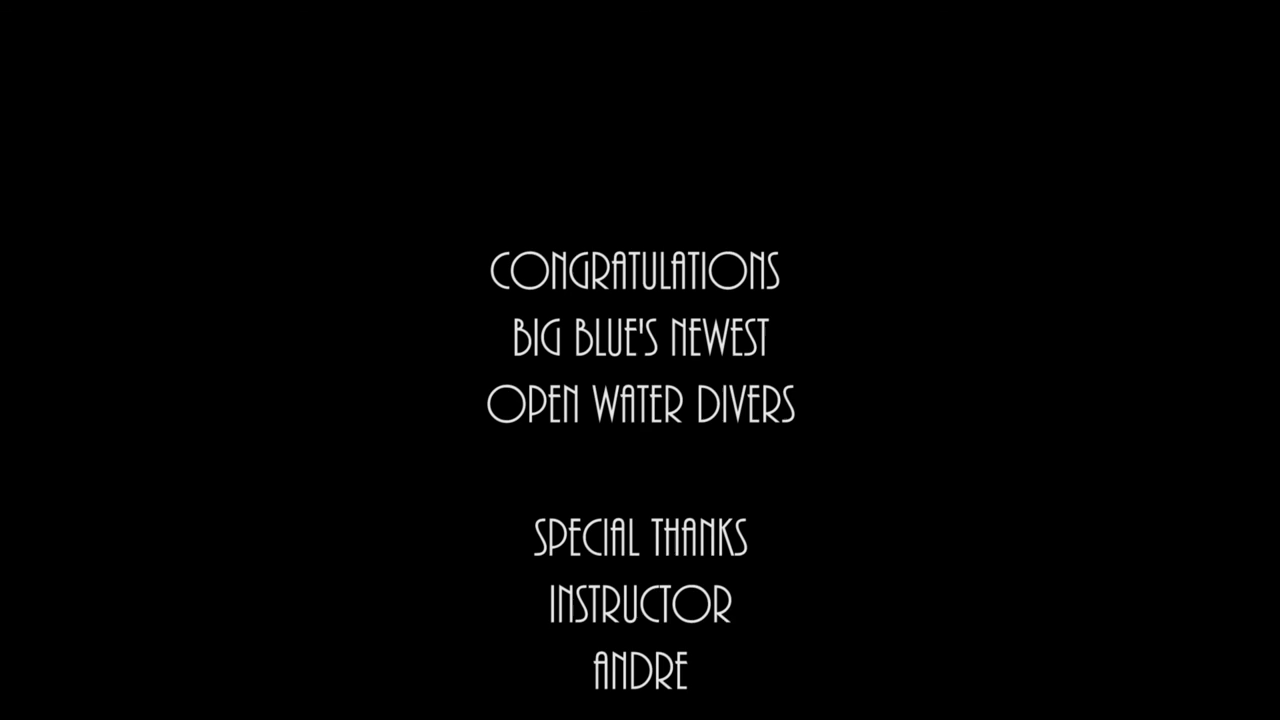 CONGRATULATIONS
BIG BLUE'S NEWEST
OPEN WATER DIVERS
SPECIAL THANKS
INSTRUCTOR
ANDRE